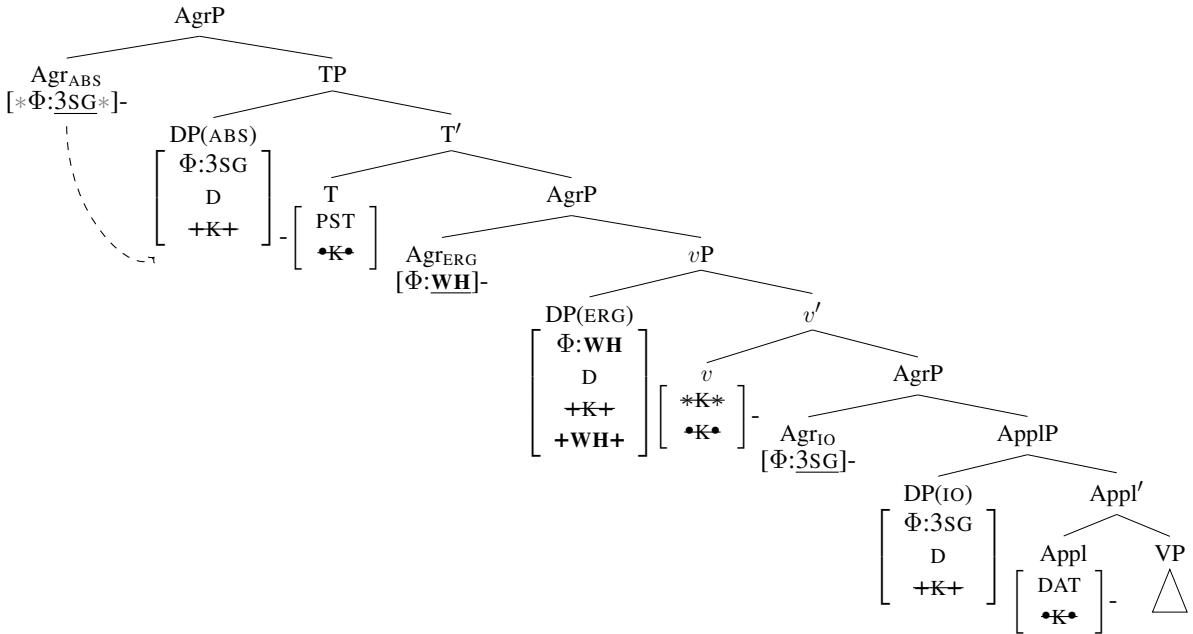 AgrP
Agr_ABS TP
[*Φ:3SG*]-
DP(ABS) T′
Φ:3SG
D
+K+
T AgrP
- PST
•K•
Agr_ERG vP
[Φ:WH]-
DP(ERG) v′
Φ:WH
D
+K+
+WH+
v AgrP
*K* -
•K•
Agr_IO ApplP
[Φ:3SG]-
DP(IO) Appl′
Φ:3SG
D
+K+
Appl VP
DAT -
•K•